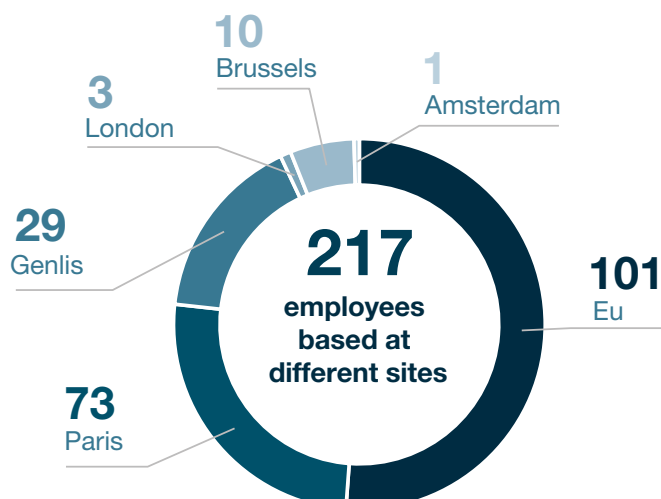 10
Brussels
1
Amsterdam
3
London
29
Genlis
217
employees
based at
different sites
101
Eu
73
Paris